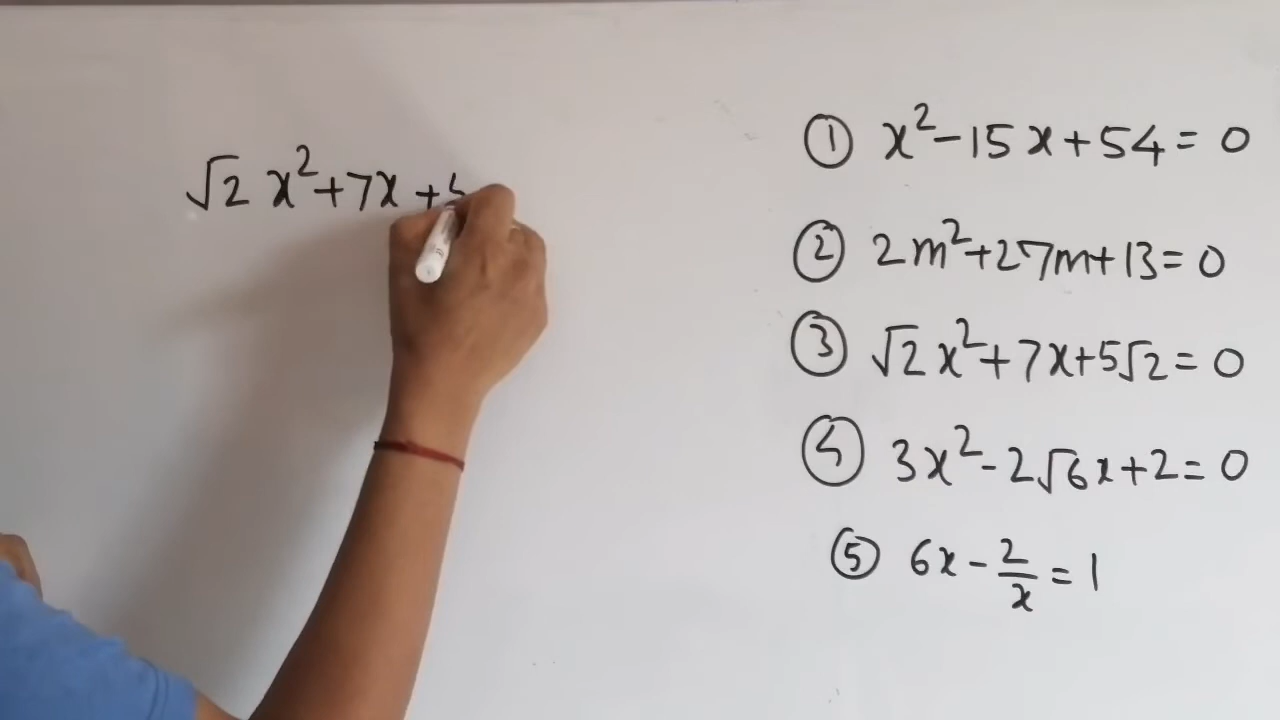 √2 x² + 7x + 5
① x² - 15x + 54 = 0
② 2m² + 27m + 13 = 0
③ √2 x² + 7x + 5√2 = 0
④ 3x² - 2√6x + 2 = 0
⑤ 6x - 2/x = 1